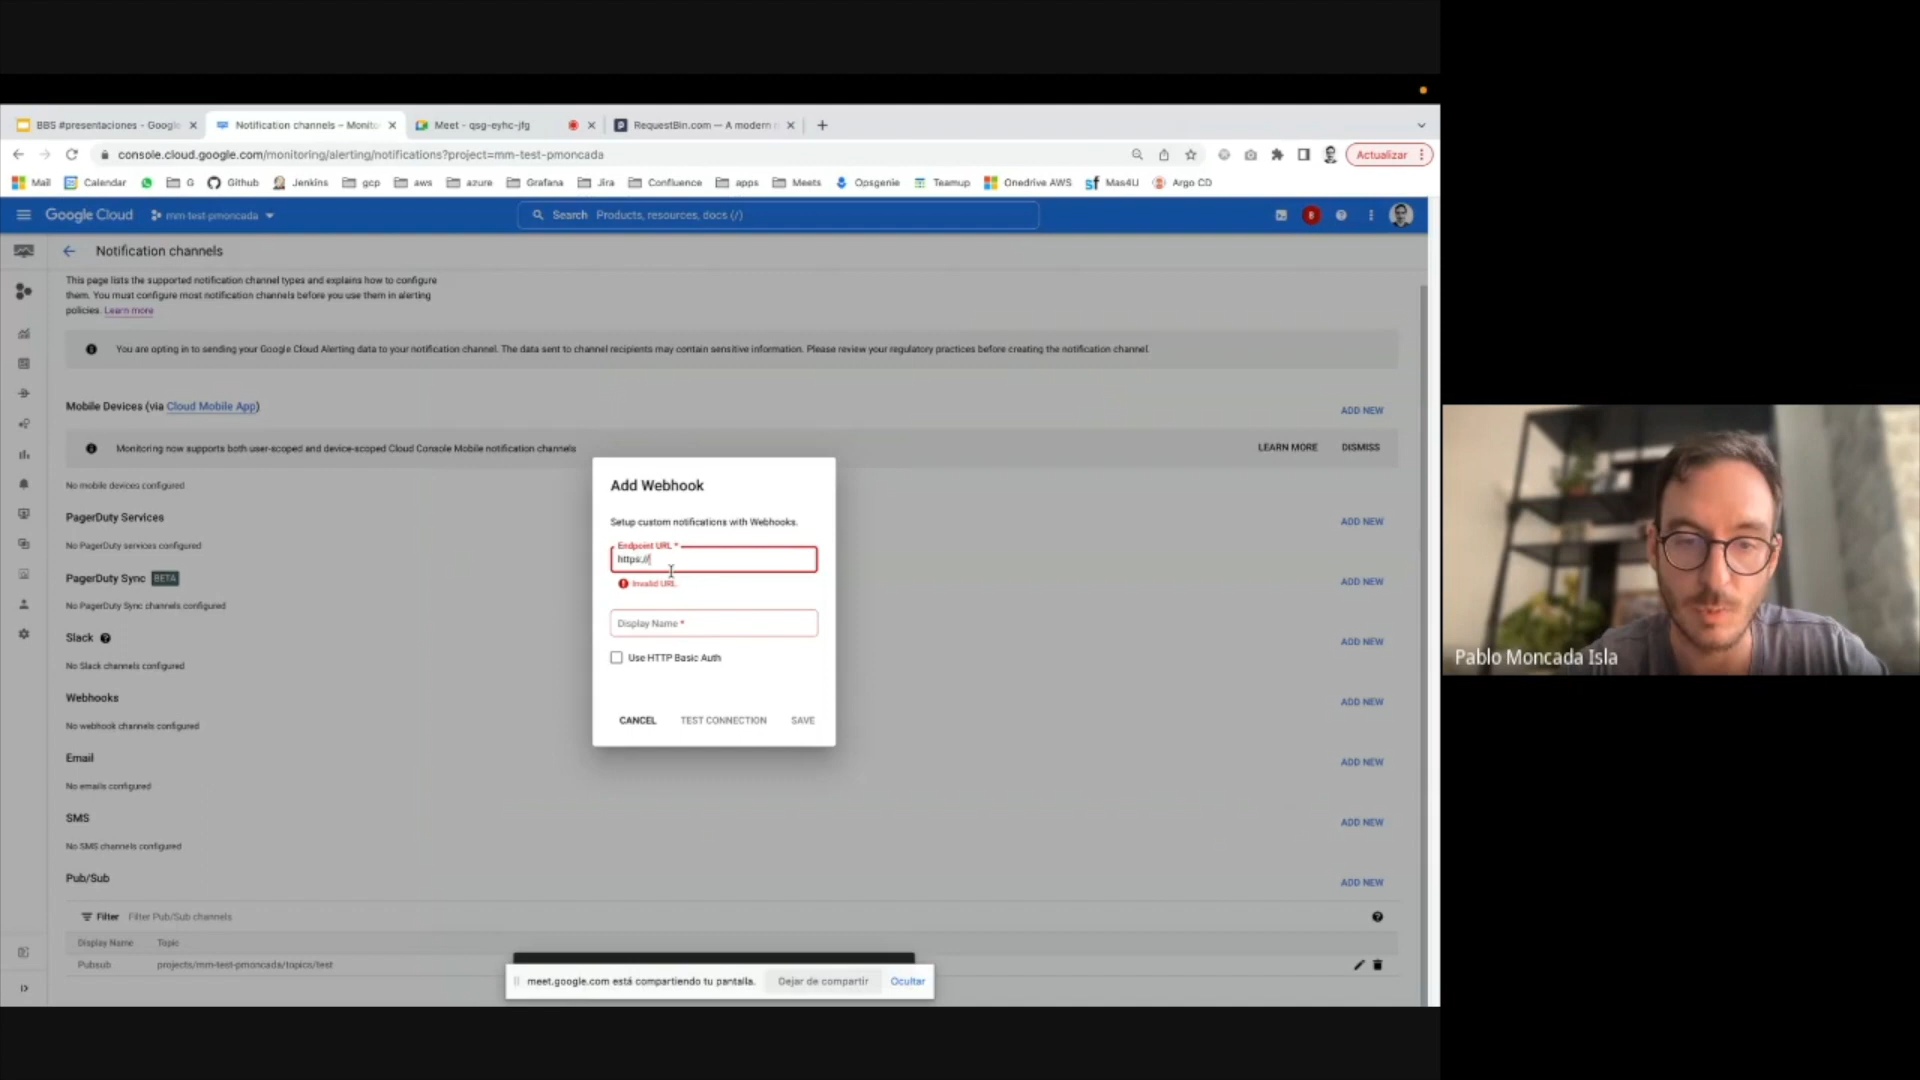 BBS #presentaciones - Google
Notification channels – Monito
Meet - qsg-eyhc-jfg
RequestBin.com — A modern
console.cloud.google.com/monitoring/alerting/notifications?project=mm-test-pmoncada
Actualizar
Mail
Calendar
G
Github
Jenkins
gcp
aws
azure
Grafana
Jira
Confluence
apps
Meets
Opsgenie
Teamup
Onedrive AWS
Mas4U
Argo CD
Google Cloud
mm-test-pmoncada
Search Products, resources, docs (/)
8
Notification channels
This page lists the supported notification channel types and explains how to configure
them. You must configure most notification channels before you use them in alerting
policies. Learn more
You are opting in to sending your Google Cloud Alerting data to your notification channel. The data sent to channel recipients may contain sensitive information. Please review your regulatory practices before creating the notification channel.
Mobile Devices (via Cloud Mobile App)
ADD NEW
Monitoring now supports both user-scoped and device-scoped Cloud Console Mobile notification channels
LEARN MORE
DISMISS
No mobile devices configured
PagerDuty Services
ADD NEW
No PagerDuty services configured
PagerDuty Sync BETA
ADD NEW
No PagerDuty Sync channels configured
Slack
ADD NEW
No Slack channels configured
Webhooks
ADD NEW
No webhook channels configured
Email
ADD NEW
No emails configured
SMS
ADD NEW
No SMS channels configured
Pub/Sub
ADD NEW
Filter Filter Pub/Sub channels
Display Name Topic
Pubsub projects/mm-test-pmoncada/topics/test
Add Webhook
Setup custom notifications with Webhooks.
Endpoint URL *
https://
Invalid URL.
Display Name *
Use HTTP Basic Auth
CANCEL
TEST CONNECTION
SAVE
meet.google.com está compartiendo tu pantalla.
Dejar de compartir
Ocultar
Pablo Moncada Isla